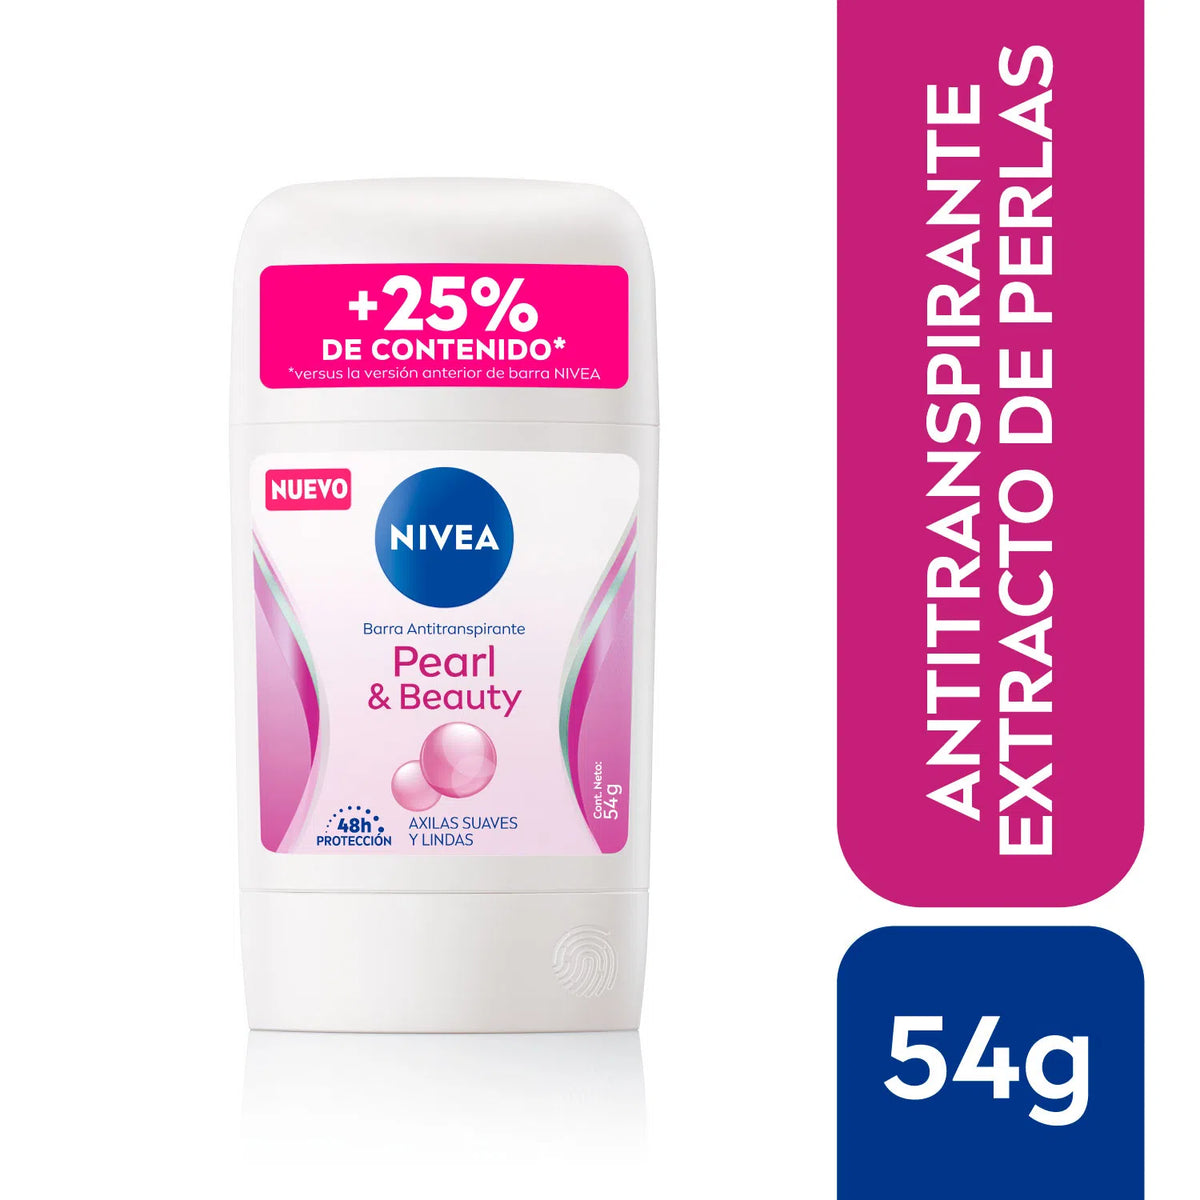 +25%
DE CONTENIDO*
*versus la versión anterior de barra NIVEA
NUEVO
NIVEA
Barra Antitranspirante
Pearl
& Beauty
48h
PROTECCIÓN
AXILAS SUAVES
Y LINDAS
Cont. Neto:
54g
ANTITRANSPIRANTE
EXTRACTO DE PERLAS
54g